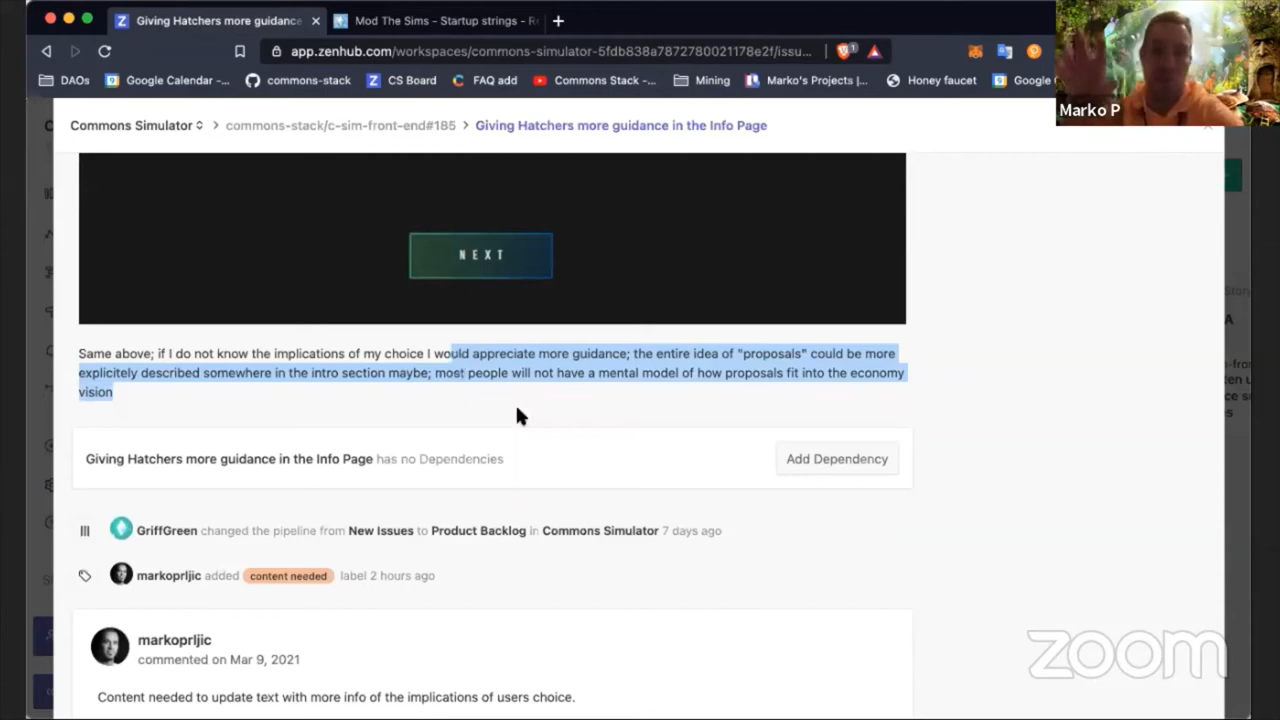 Giving Hatchers more guidance
Mod The Sims - Startup strings - Re
app.zenhub.com/workspaces/commons-simulator-5fdb838a7872780021178e2f/issu...
DAOs
Google Calendar -...
commons-stack
CS Board
FAQ add
Commons Stack -...
Mining
Marko's Projects |...
Honey faucet
Google
Marko P
Commons Simulator > commons-stack/c-sim-front-end#185 > Giving Hatchers more guidance in the Info Page
NEXT
Same above; if I do not know the implications of my choice I would appreciate more guidance; the entire idea of "proposals" could be more
explicitely described somewhere in the intro section maybe; most people will not have a mental model of how proposals fit into the economy
vision
Giving Hatchers more guidance in the Info Page has no Dependencies
Add Dependency
GriffGreen changed the pipeline from New Issues to Product Backlog in Commons Simulator 7 days ago
markoprljic added content needed label 2 hours ago
markoprljic
commented on Mar 9, 2021
Content needed to update text with more info of the implications of users choice.
zoom